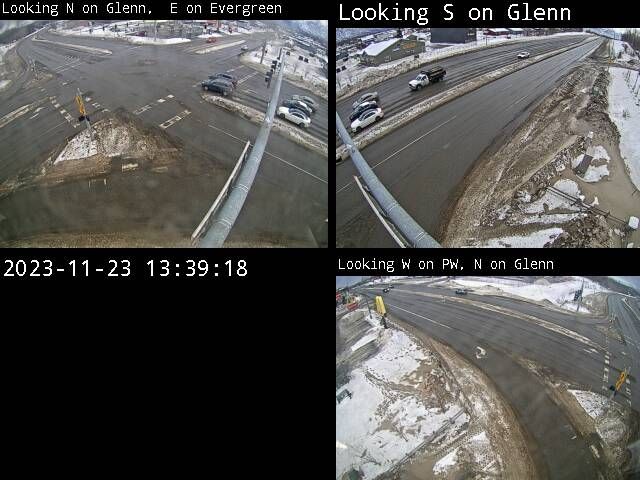 Looking N on Glenn,  E on Evergreen
Looking S on Glenn
2023-11-23 13:39:18
Looking W on PW, N on Glenn